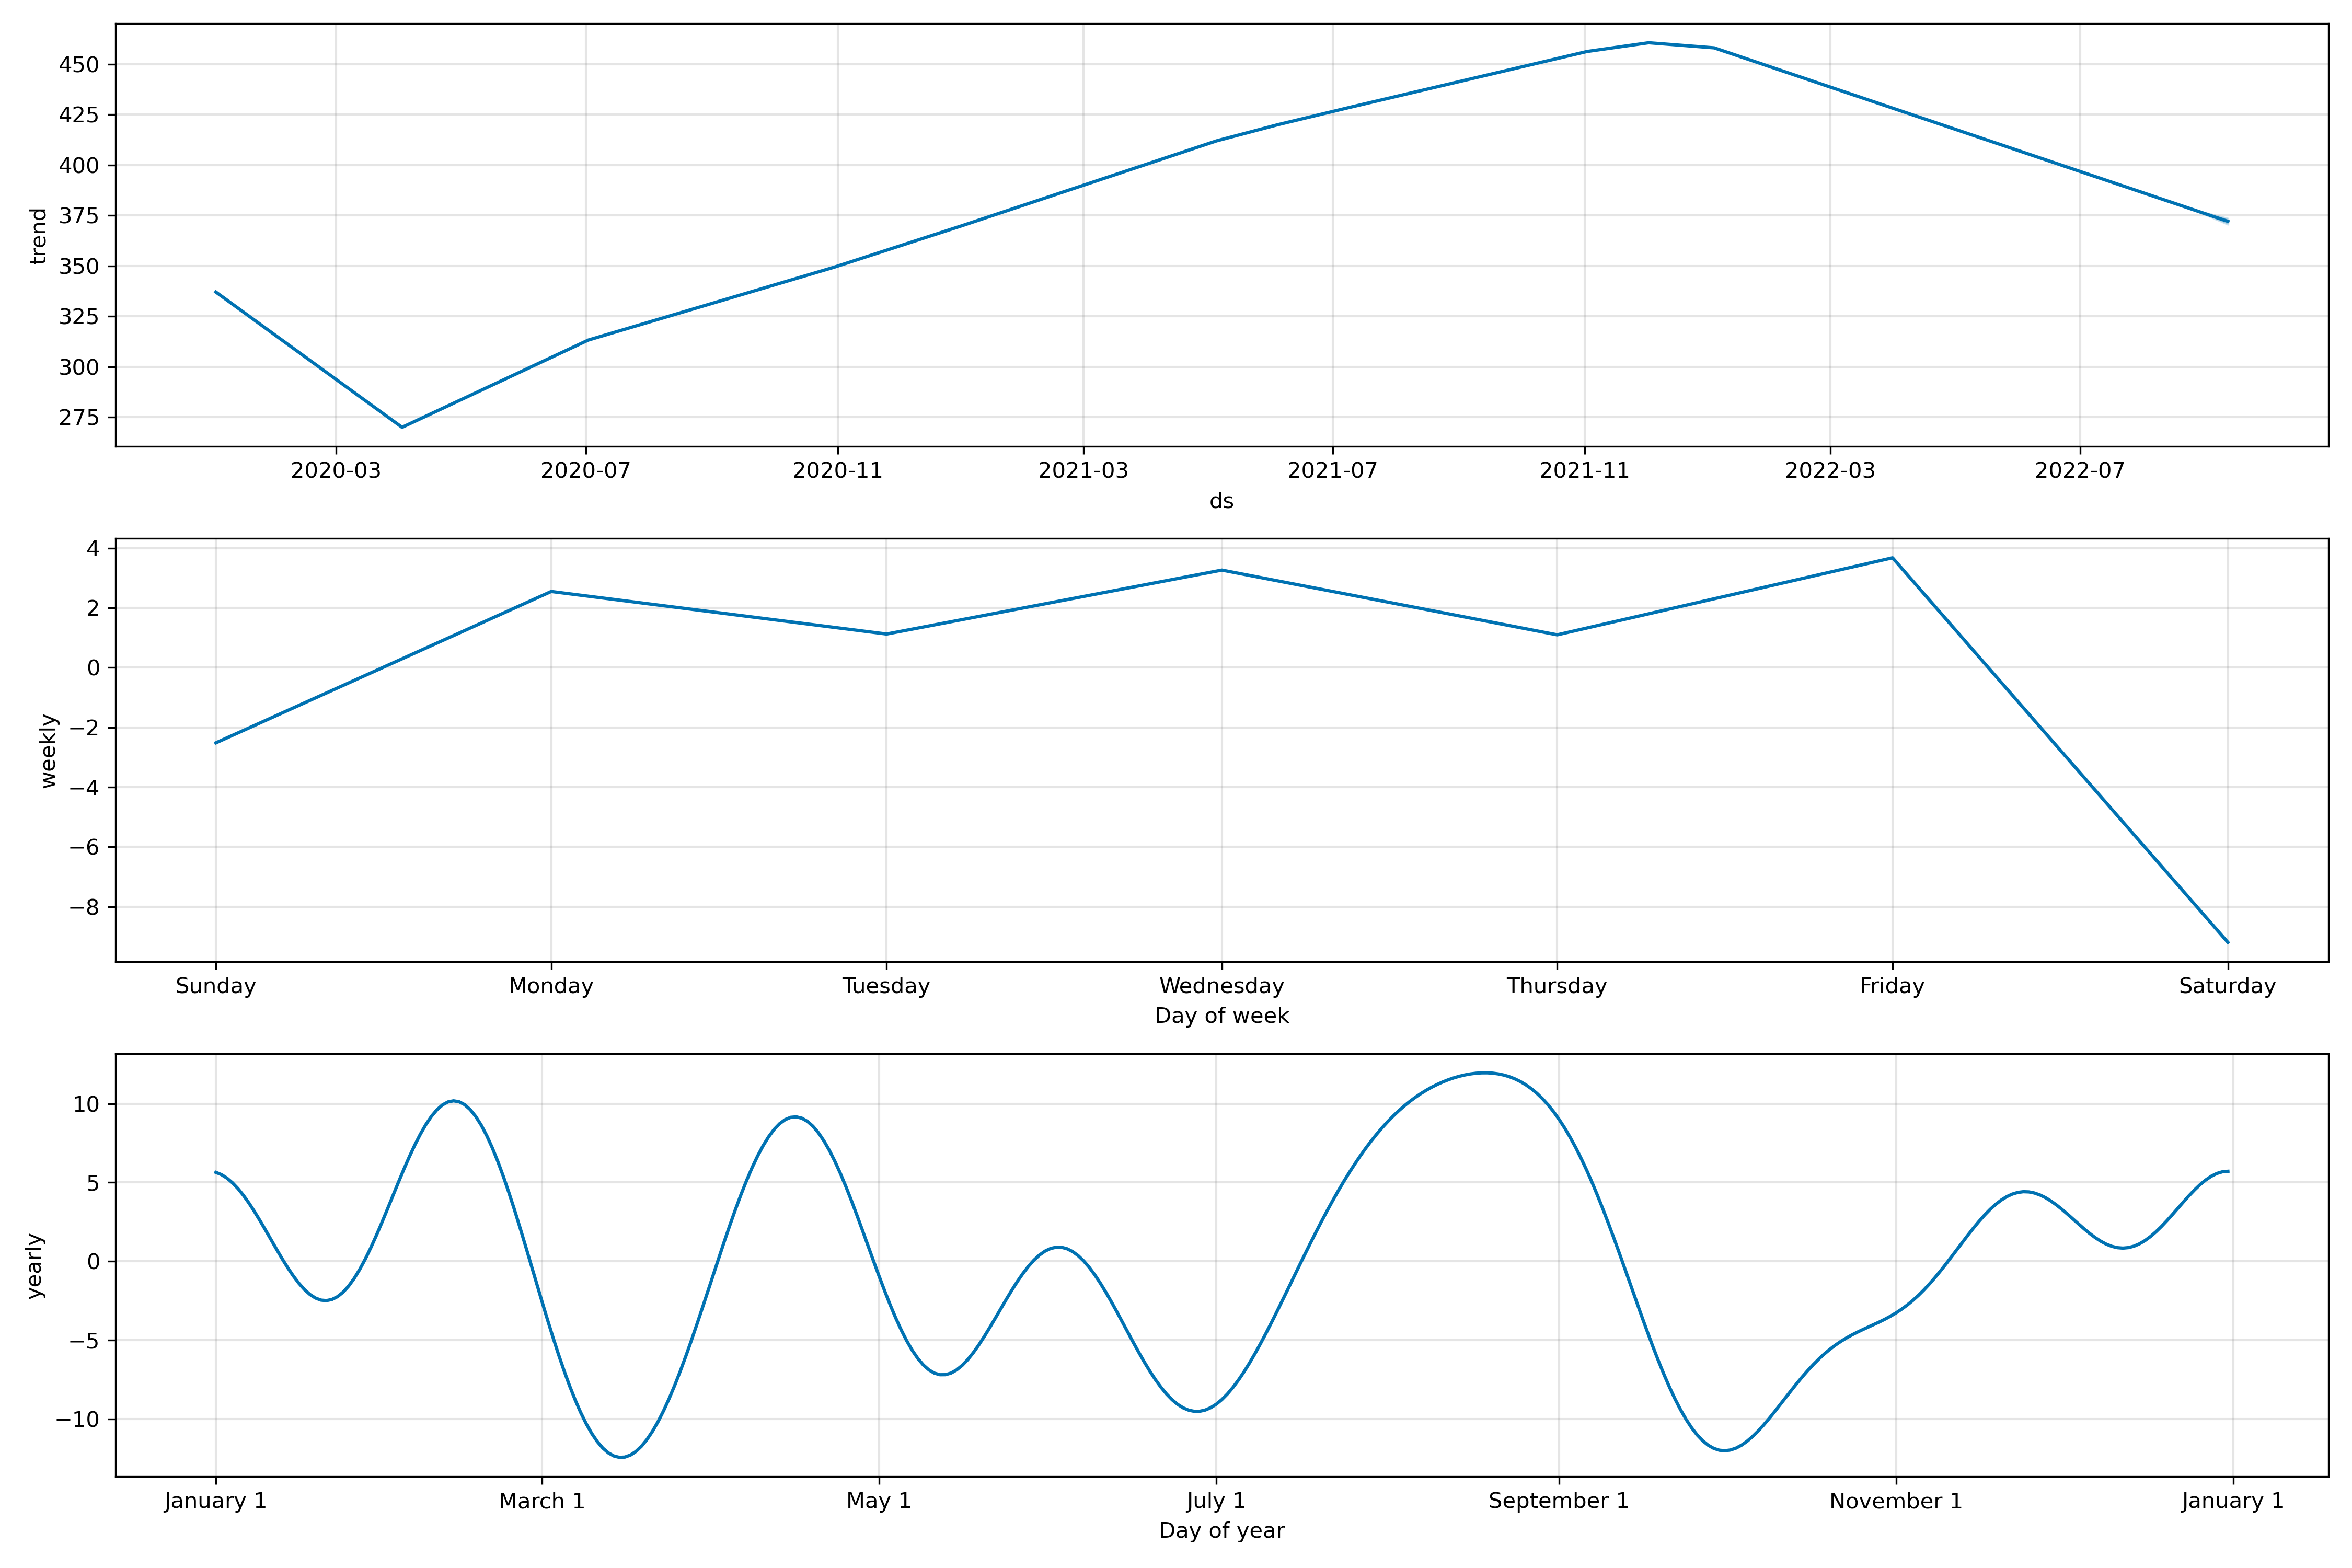 450
425
400
375
350
325
300
275
trend
2020-03 2020-07 2020-11 2021-03 2021-07 2021-11 2022-03 2022-07
ds
4
2
0
−2
−4
−6
−8
weekly
Sunday Monday Tuesday Wednesday Thursday Friday Saturday
Day of week
10
5
0
−5
−10
yearly
January 1 March 1 May 1 July 1 September 1 November 1 January 1
Day of year